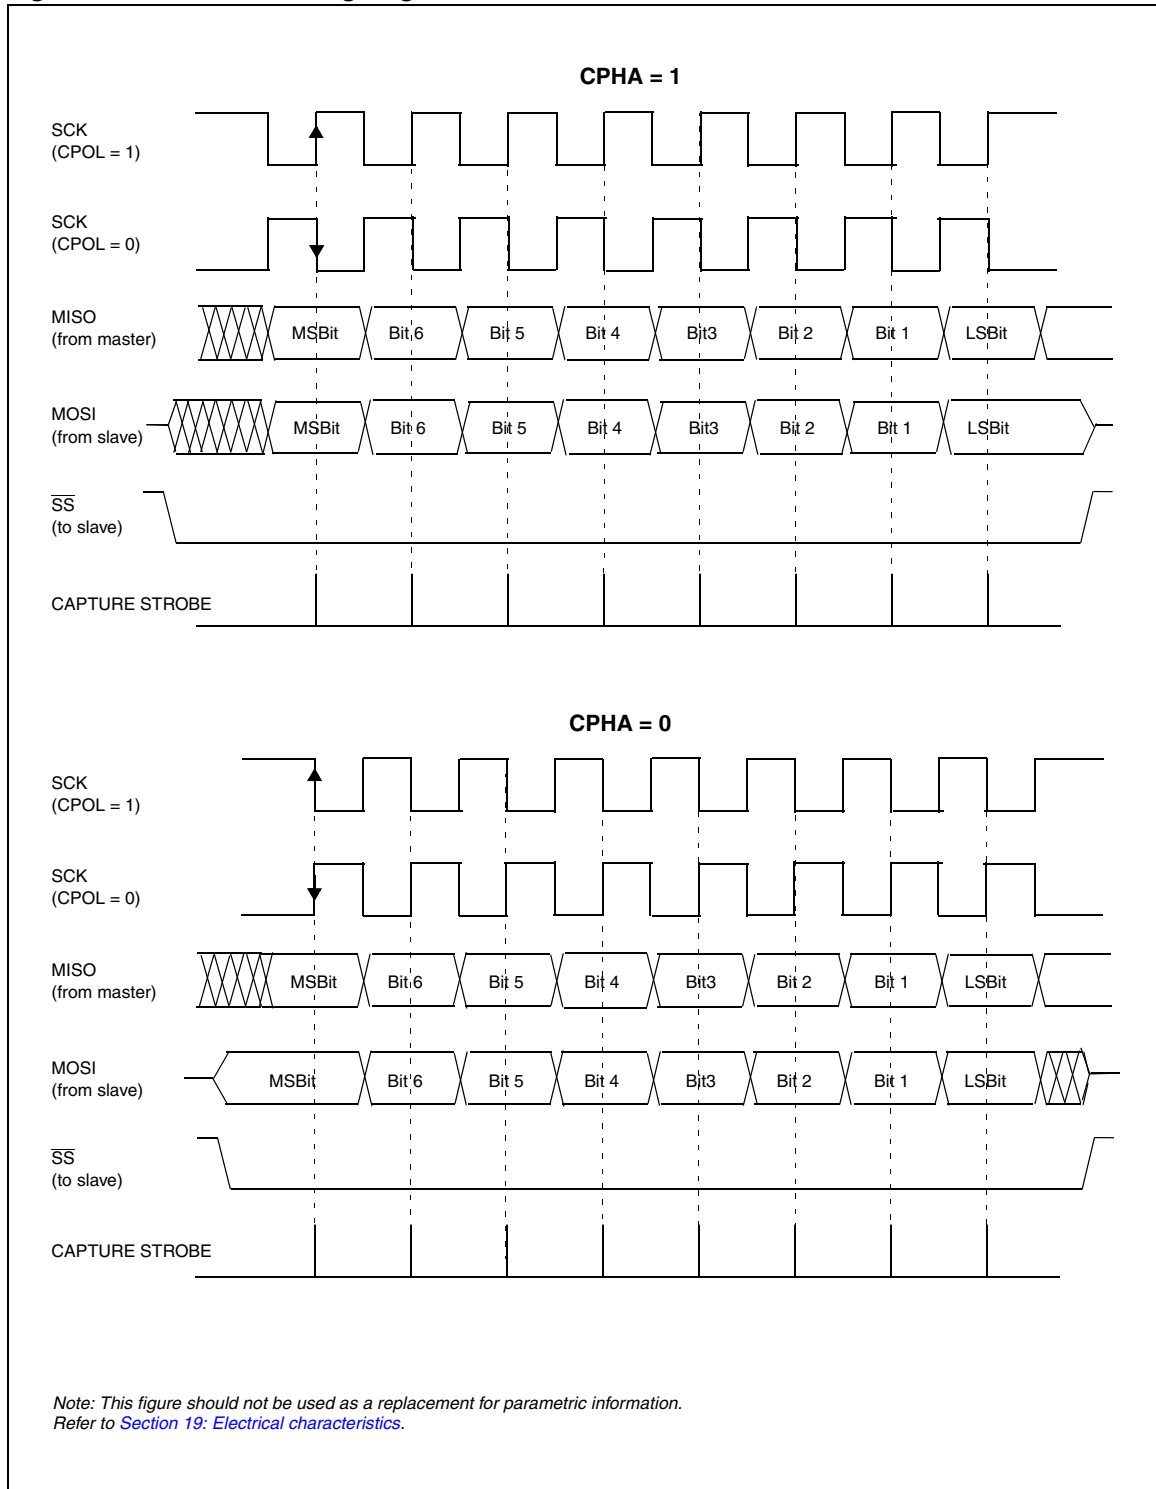 CPHA = 1
SCK
(CPOL = 1)
SCK
(CPOL = 0)
MISO
(from master)
MSBit Bit 6 Bit 5 Bit 4 Bit3 Bit 2 Bit 1 LSBit
MOSI
(from slave)
MSBit Bit 6 Bit 5 Bit 4 Bit3 Bit 2 Bit 1 LSBit
SS
(to slave)
CAPTURE STROBE
CPHA = 0
SCK
(CPOL = 1)
SCK
(CPOL = 0)
MISO
(from master)
MSBit Bit 6 Bit 5 Bit 4 Bit3 Bit 2 Bit 1 LSBit
MOSI
(from slave)
MSBit Bit 6 Bit 5 Bit 4 Bit3 Bit 2 Bit 1 LSBit
SS
(to slave)
CAPTURE STROBE
Note: This figure should not be used as a replacement for parametric information.
Refer to Section 19: Electrical characteristics.